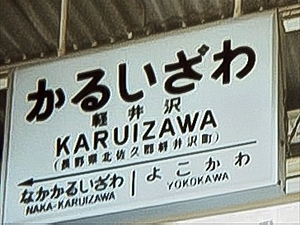 かるいざわ
軽井沢
KARUIZAWA
(長野県北佐久郡軽井沢町)
なかかるいざわ よこかわ
NAKA-KARUIZAWA YOKOKAWA